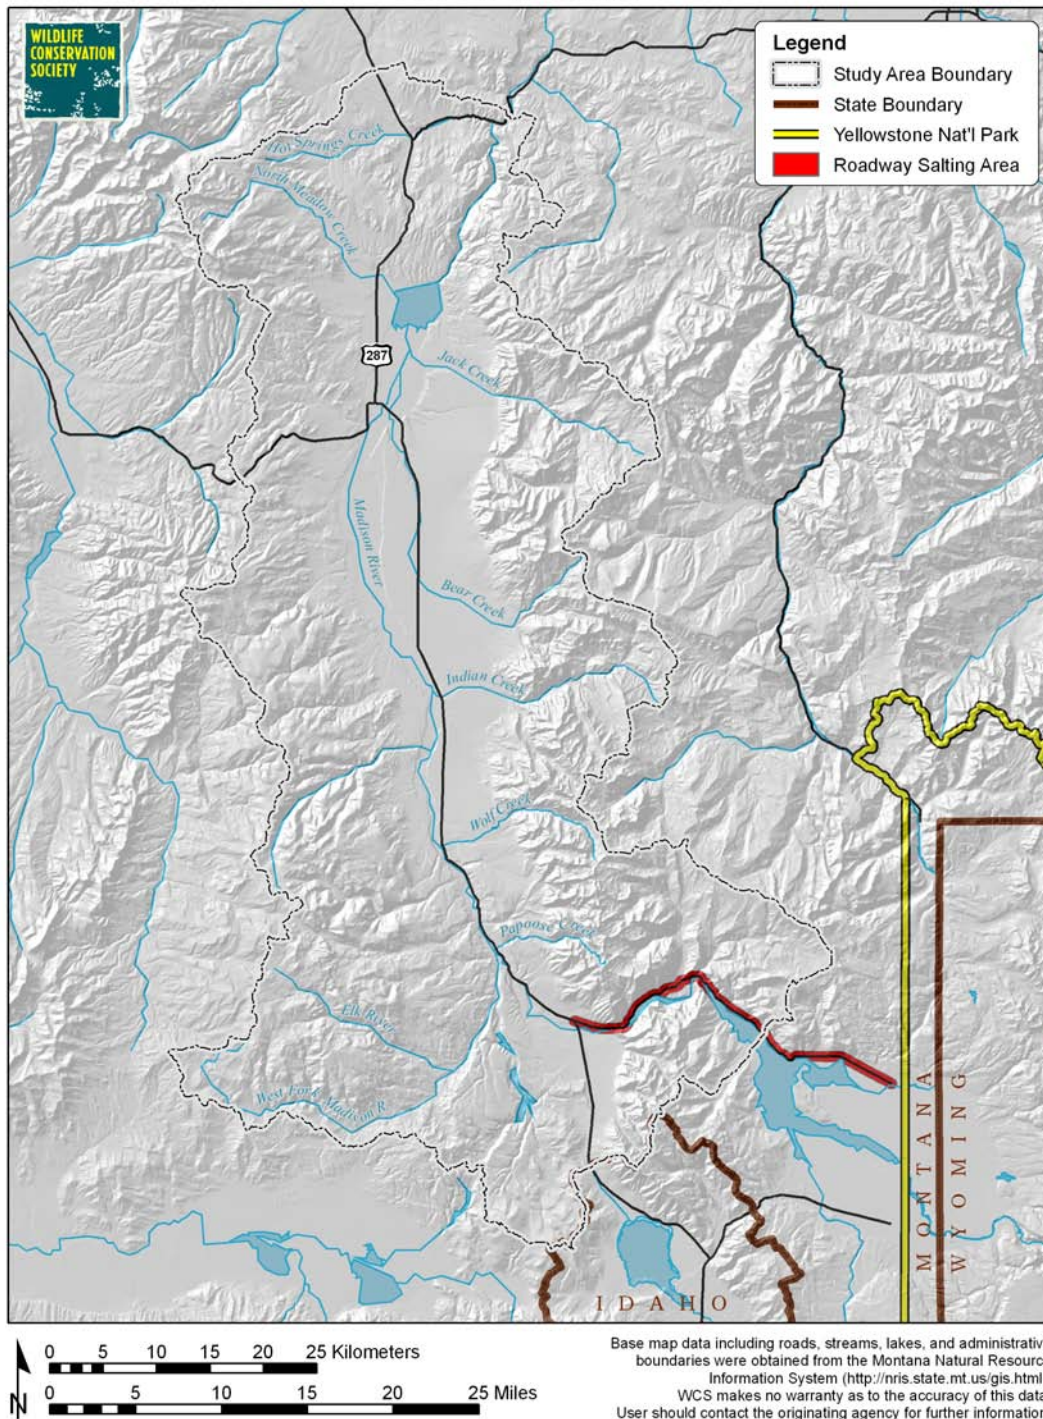 WILDLIFE
CONSERVATION
SOCIETY
Legend
Study Area Boundary
State Boundary
Yellowstone Nat'l Park
Roadway Salting Area
Hot Springs Creek
North Meadow Creek
287
Jack Creek
Madison River
Bear Creek
Indian Creek
Wolf Creek
Papoose Creek
Elk River
West Fork Madison R.
MONTANA
WYOMING
IDAHO
N
0 5 10 15 20 25 Kilometers
0 5 10 15 20 25 Miles
Base map data including roads, streams, lakes, and administrativ
boundaries were obtained from the Montana Natural Resourc
Information System (http://nris.state.mt.us/gis.html
WCS makes no warranty as to the accuracy of this data
User should contact the originating agency for further information